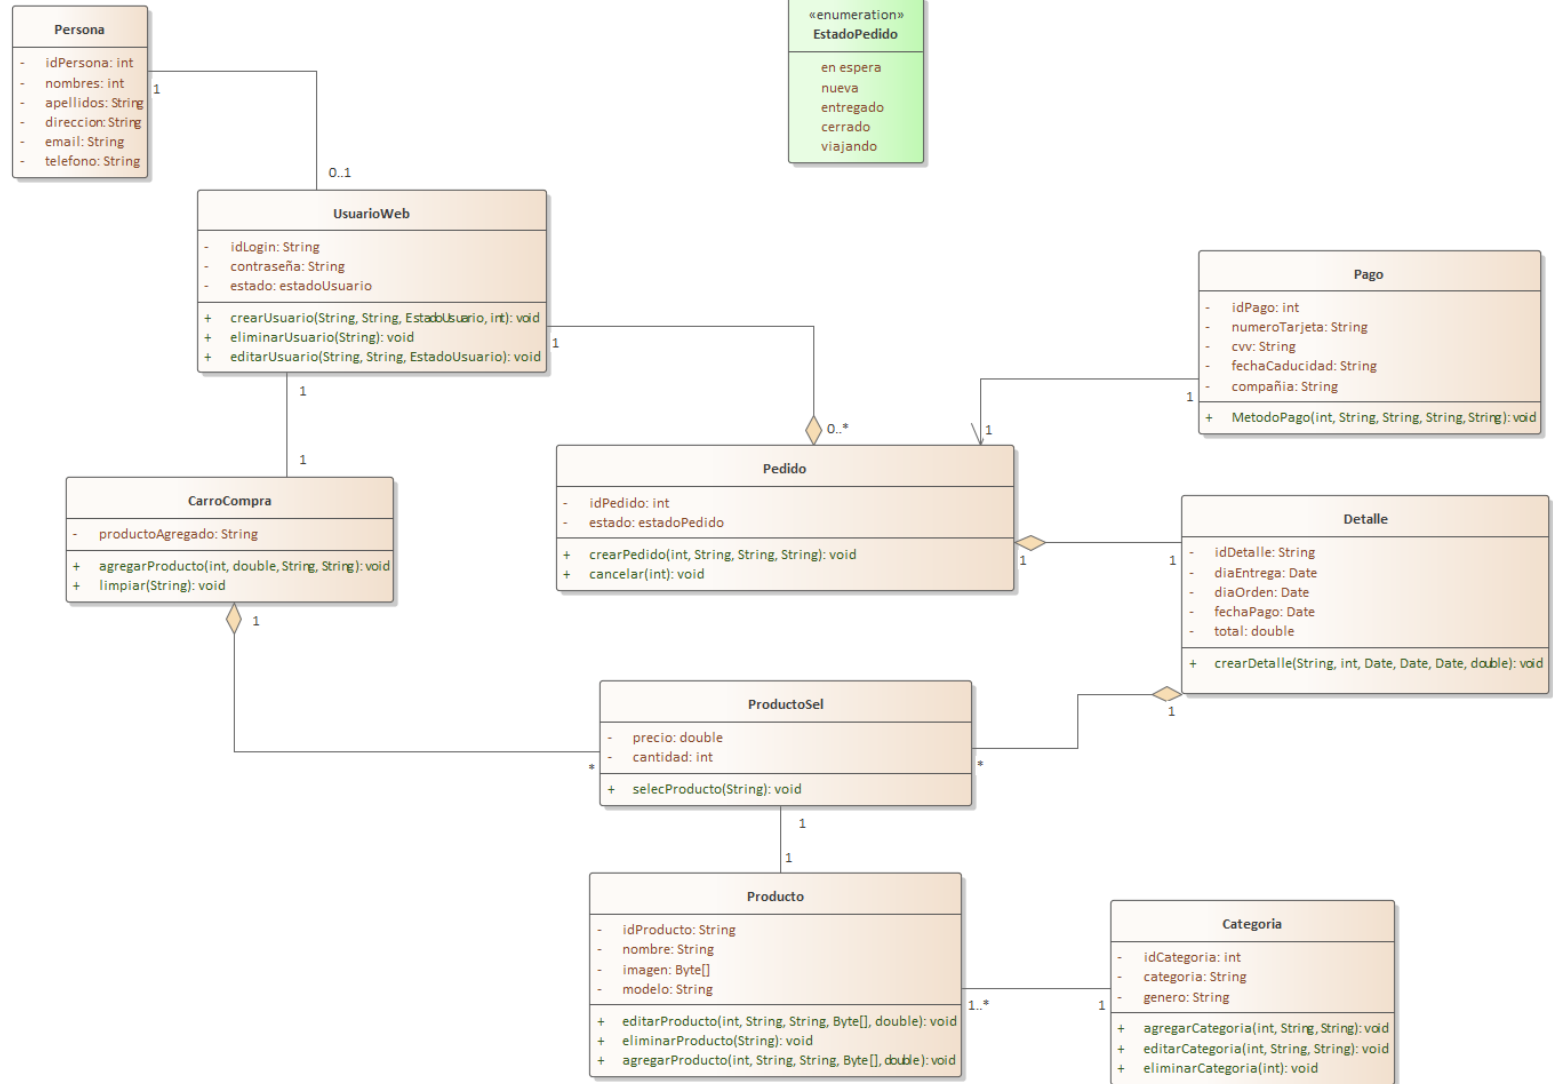 Persona
- idPersona: int
- nombres: int
- apellidos: String
- direccion: String
- email: String
- telefono: String
1
0..1
«enumeration»
EstadoPedido
en espera
nueva
entregado
cerrado
viajando
UsuarioWeb
- idLogin: String
- contraseña: String
- estado: estadoUsuario
+ crearUsuario(String, String, EstadoUsuario, int): void
+ eliminarUsuario(String): void
+ editarUsuario(String, String, EstadoUsuario): void
1
0..*
1
1
Pago
- idPago: int
- numeroTarjeta: String
- cvv: String
- fechaCaducidad: String
- compañia: String
+ MetodoPago(int, String, String, String, String): void
1
1
CarroCompra
- productoAgregado: String
+ agregarProducto(int, double, String, String): void
+ limpiar(String): void
1
*
Pedido
- idPedido: int
- estado: estadoPedido
+ crearPedido(int, String, String, String): void
+ cancelar(int): void
1
1
Detalle
- idDetalle: String
- diaEntrega: Date
- diaOrden: Date
- fechaPago: Date
- total: double
+ crearDetalle(String, int, Date, Date, Date, double): void
1
*
ProductoSel
- precio: double
- cantidad: int
+ selecProducto(String): void
1
1
Producto
- idProducto: String
- nombre: String
- imagen: Byte[]
- modelo: String
+ editarProducto(int, String, String, Byte[], double): void
+ eliminarProducto(String): void
+ agregarProducto(int, String, String, Byte[], double): void
1..*
1
Categoria
- idCategoria: int
- categoria: String
- genero: String
+ agregarCategoria(int, String, String): void
+ editarCategoria(int, String, String): void
+ eliminarCategoria(int): void